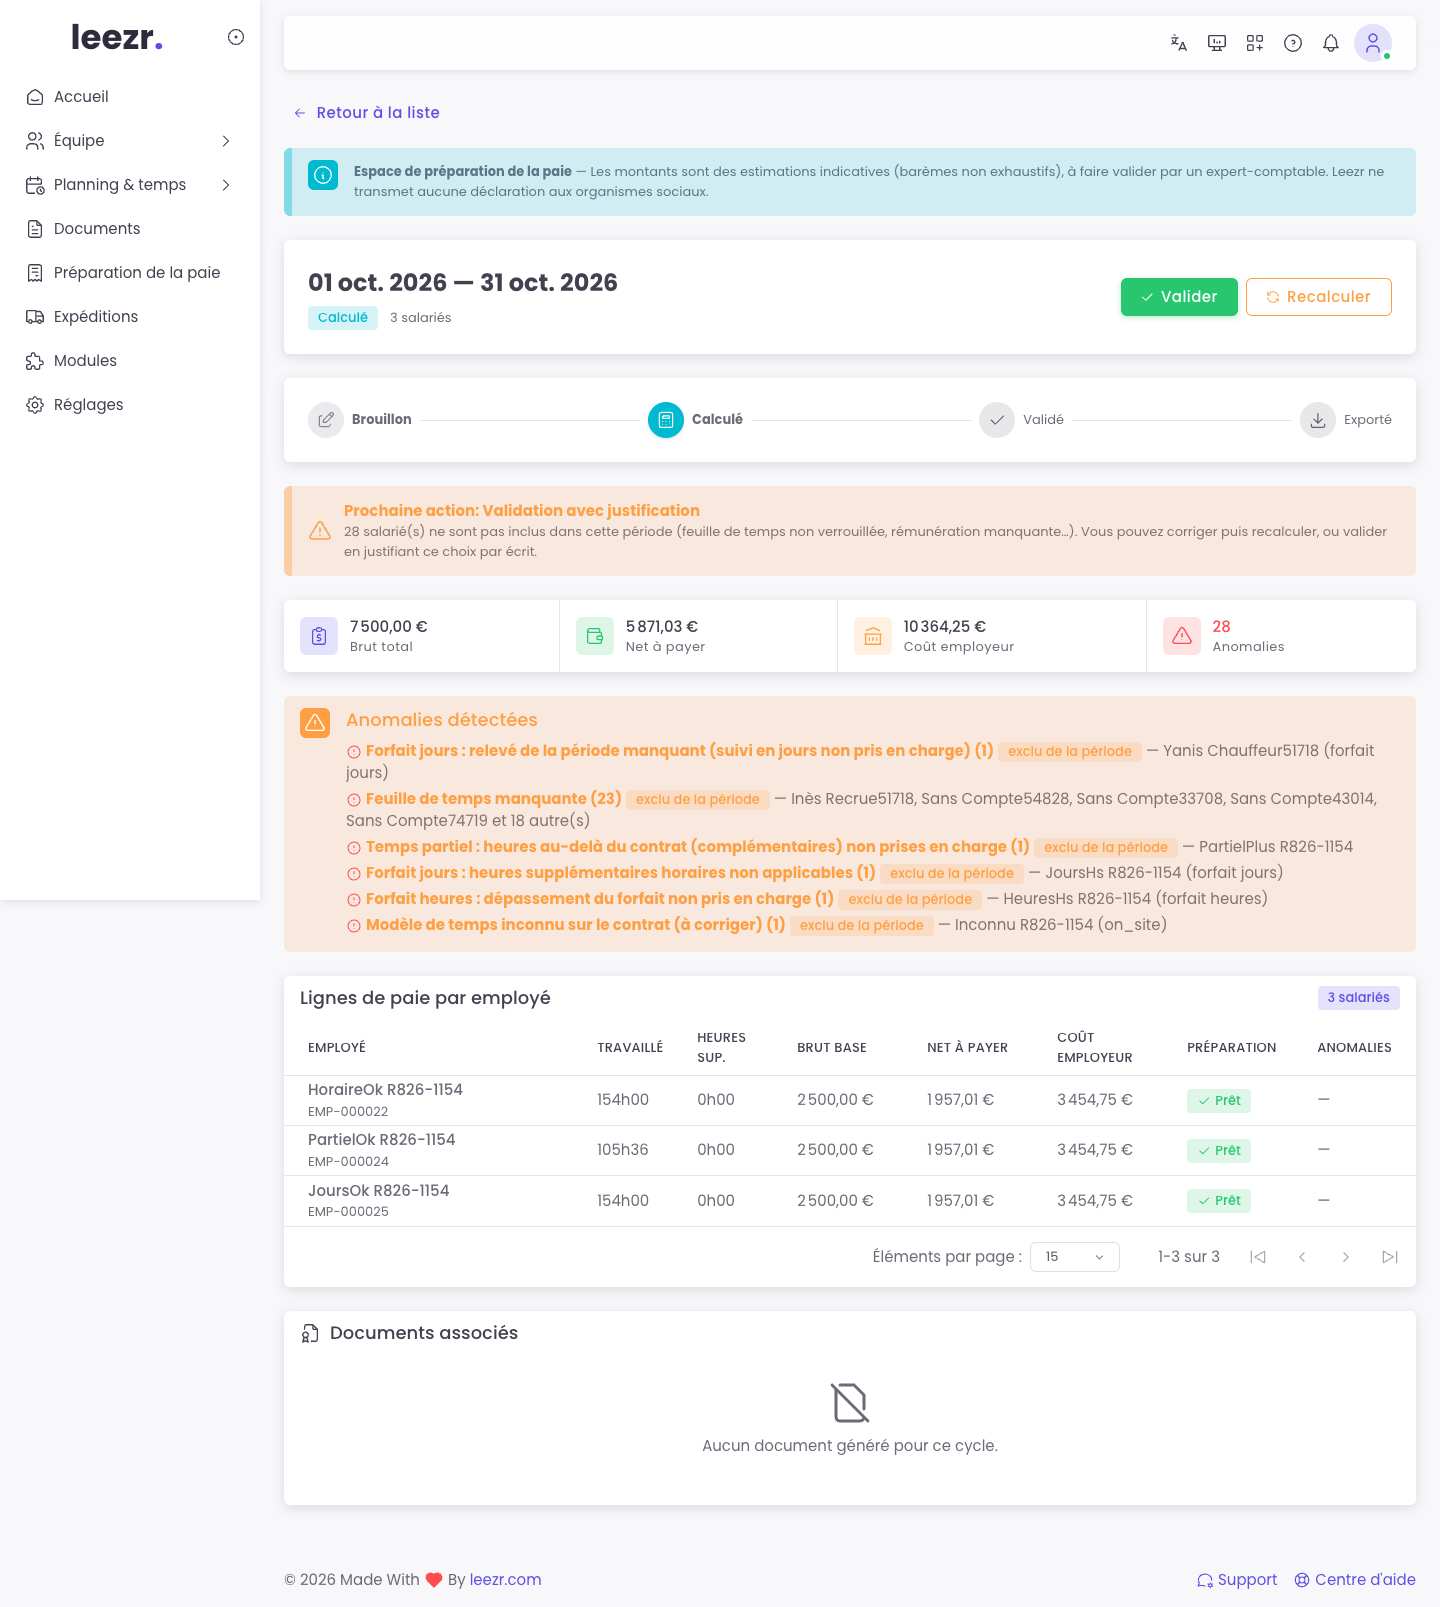 leezr.
Accueil
Équipe
Planning & temps
Documents
Préparation de la paie
Expéditions
Modules
Réglages
Retour à la liste
Espace de préparation de la paie — Les montants sont des estimations indicatives (barèmes non exhaustifs), à faire valider par un expert-comptable. Leezr ne
transmet aucune déclaration aux organismes sociaux.
01 oct. 2026 — 31 oct. 2026
Calculé 3 salariés
Valider Recalculer
Brouillon Calculé Validé Exporté
Prochaine action: Validation avec justification
28 salarié(s) ne sont pas inclus dans cette période (feuille de temps non verrouillée, rémunération manquante…). Vous pouvez corriger puis recalculer, ou valider
en justifiant ce choix par écrit.
7 500,00 € 5 871,03 € 10 364,25 € 28
Brut total Net à payer Coût employeur Anomalies
Anomalies détectées
Forfait jours : relevé de la période manquant (suivi en jours non pris en charge) (1) exclu de la période — Yanis Chauffeur51718 (forfait
jours)
Feuille de temps manquante (23) exclu de la période — Inès Recrue51718, Sans Compte54828, Sans Compte33708, Sans Compte43014,
Sans Compte74719 et 18 autre(s)
Temps partiel : heures au-delà du contrat (complémentaires) non prises en charge (1) exclu de la période — PartielPlus R826-1154
Forfait jours : heures supplémentaires horaires non applicables (1) exclu de la période — JoursHs R826-1154 (forfait jours)
Forfait heures : dépassement du forfait non pris en charge (1) exclu de la période — HeuresHs R826-1154 (forfait heures)
Modèle de temps inconnu sur le contrat (à corriger) (1) exclu de la période — Inconnu R826-1154 (on_site)
Lignes de paie par employé 3 salariés
EMPLOYÉ TRAVAILLÉ HEURES SUP. BRUT BASE NET À PAYER COÛT EMPLOYEUR PRÉPARATION ANOMALIES
HoraireOk R826-1154
EMP-000022 154h00 0h00 2 500,00 € 1 957,01 € 3 454,75 € Prêt —
PartielOk R826-1154
EMP-000024 105h36 0h00 2 500,00 € 1 957,01 € 3 454,75 € Prêt —
JoursOk R826-1154
EMP-000025 154h00 0h00 2 500,00 € 1 957,01 € 3 454,75 € Prêt —
Éléments par page : 15 1-3 sur 3
Documents associés
Aucun document généré pour ce cycle.
© 2026 Made With By leezr.com Support Centre d'aide